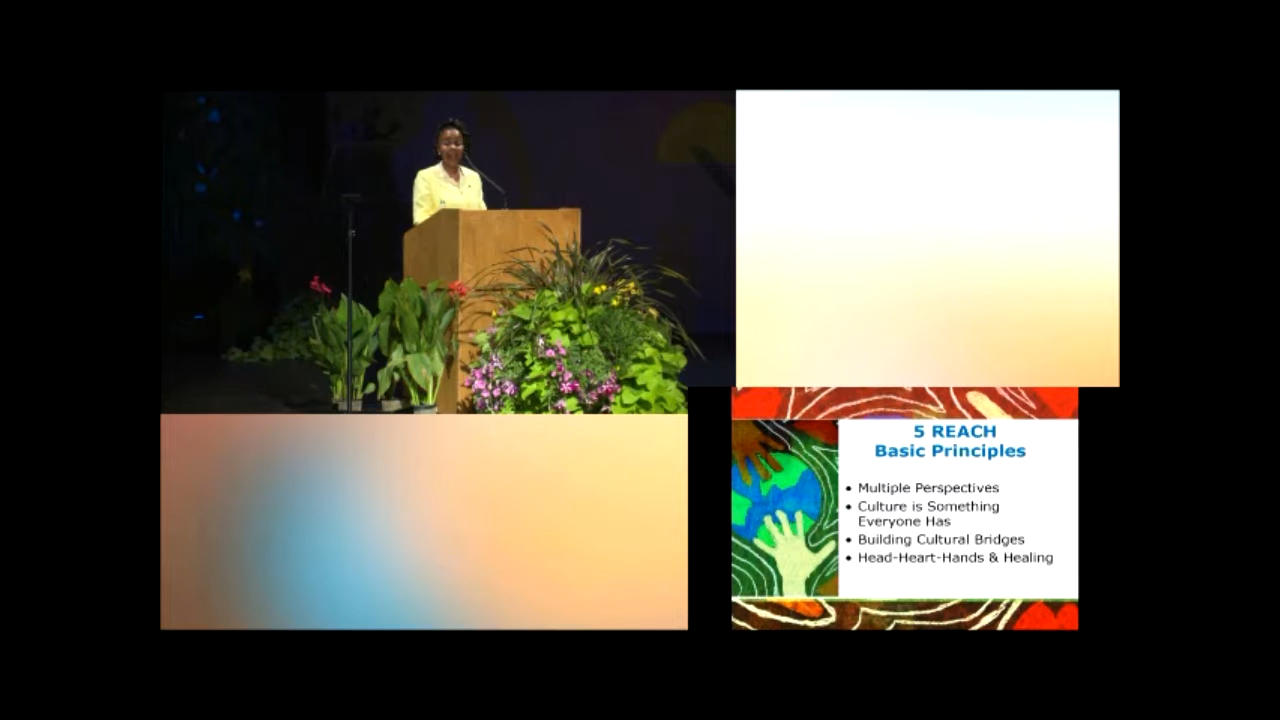 5 REACH
Basic Principles
• Multiple Perspectives
• Culture is Something
Everyone Has
• Building Cultural Bridges
• Head-Heart-Hands & Healing